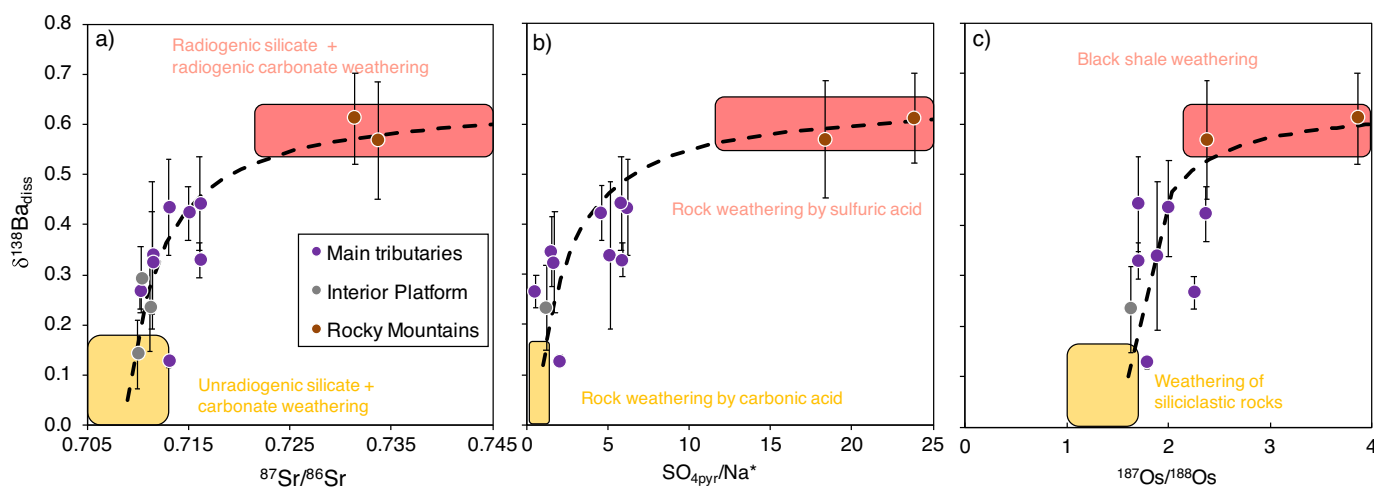 a)
Radiogenic silicate +
radiogenic carbonate weathering
Main tributaries
Interior Platform
Rocky Mountains
Unradiogenic silicate +
carbonate weathering
δ¹³⁸Ba_diss
0.8
0.7
0.6
0.5
0.4
0.3
0.2
0.1
0.0
0.705
0.715
0.725
0.735
0.745
⁸⁷Sr/⁸⁶Sr
b)
Rock weathering by sulfuric acid
Rock weathering by carbonic acid
0
5
10
15
20
25
SO₄pyr/Na*
c)
Black shale weathering
Weathering of
siliciclastic rocks
0
1
2
3
4
¹⁸⁷Os/¹⁸⁸Os